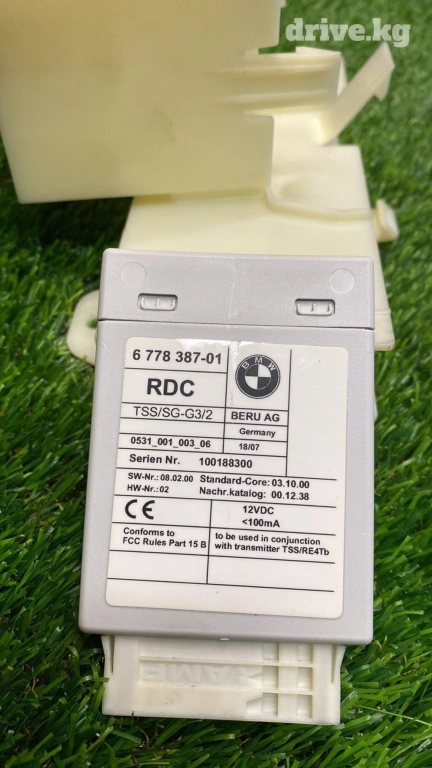 drive.kg
6 778 387-01
BMW
RDC
TSS/SG-G3/2
BERU AG
Germany
0531_001_003_06
18/07
Serien Nr. 100188300
SW-Nr.: 08.02.00 Standard-Core: 03.10.00
HW-Nr.: 02 Nachr.katalog: 00.12.38
CE
12VDC
<100mA
Conforms to
FCC Rules Part 15 B
to be used in conjunction
with transmitter TSS/RE4Tb
AMP